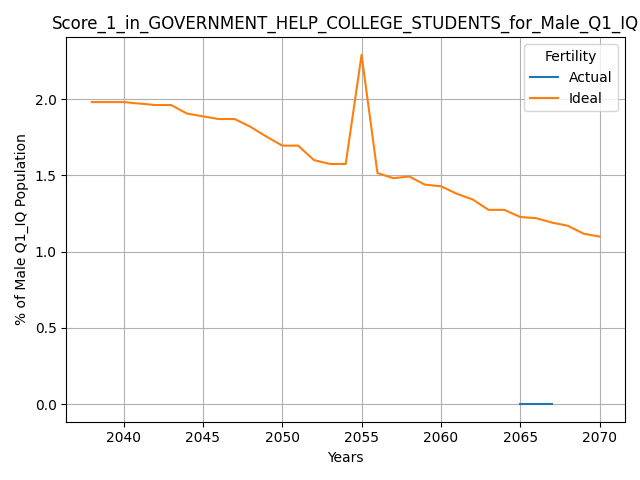 Score_1_in_GOVERNMENT_HELP_COLLEGE_STUDENTS_for_Male_Q1_IQ
Fertility
Actual
Ideal
% of Male Q1_IQ Population
2.0
1.5
1.0
0.5
0.0
2040 2045 2050 2055 2060 2065 2070
Years